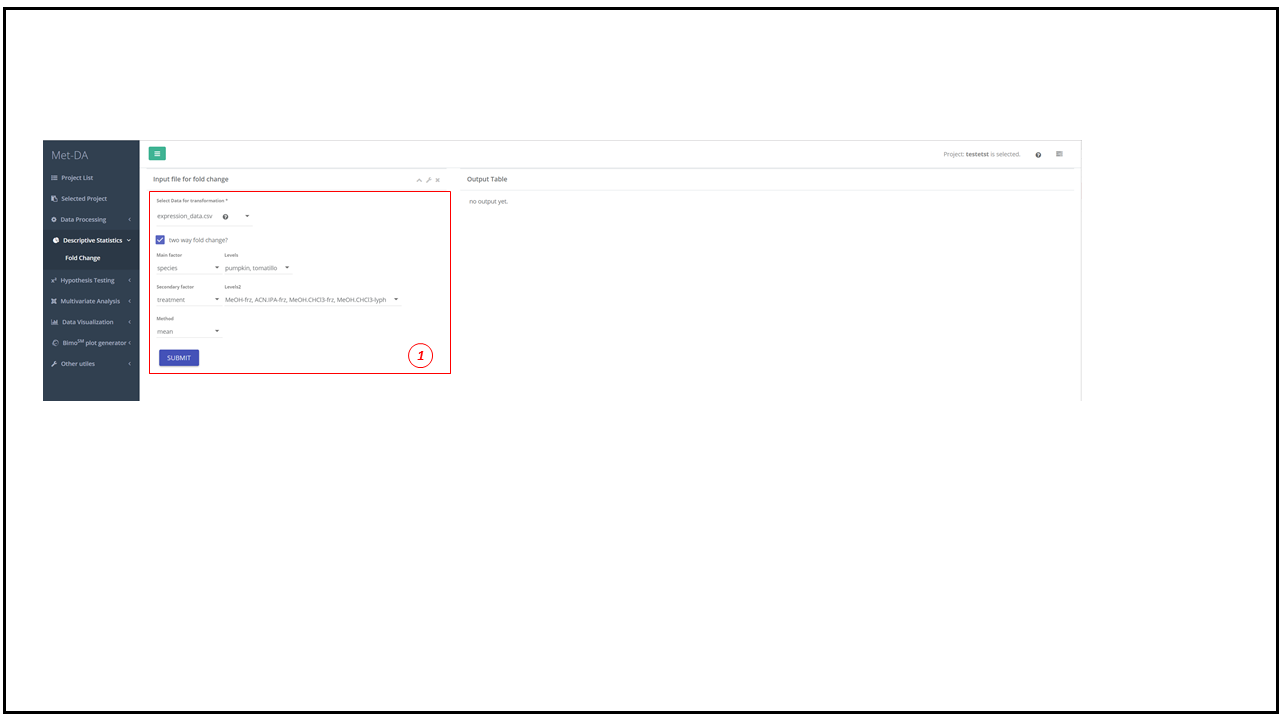 Met-DA
Project List
Selected Project
Data Processing
Descriptive Statistics
Fold Change
x² Hypothesis Testing
Multivariate Analysis
Data Visualization
Bimoˢᴹ plot generator
Other utiles
Project: testetst is selected.
Input file for fold change
Select Data for transformation *
expression_data.csv
two way fold change?
Main factor Levels
species pumpkin, tomatillo
Secondary factor Levels2
treatment MeOH-frz, ACN.IPA-frz, MeOH.CHCl3-frz, MeOH.CHCl3-lyph
Method
mean
SUBMIT
1
Output Table
no output yet.